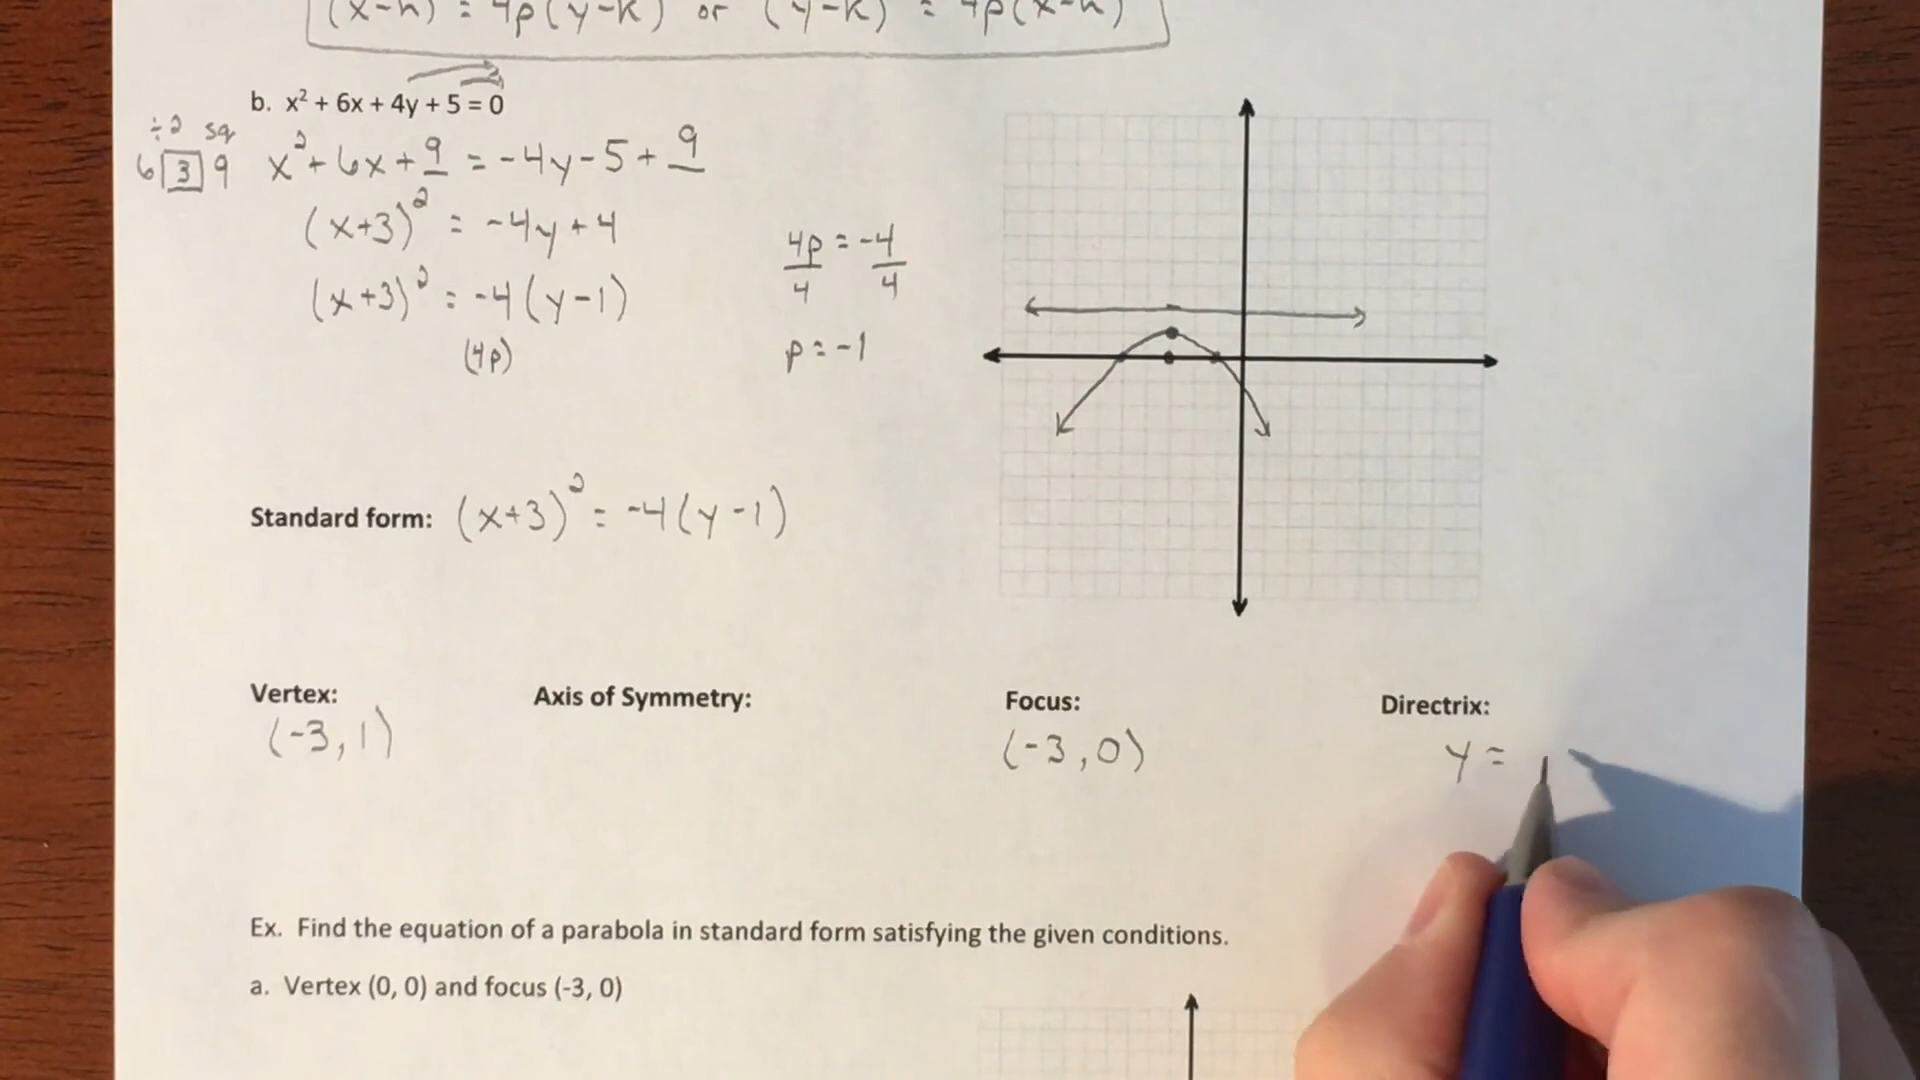 (x-h) = 4p(y-k) or (y-k) = 4p(x-h)
b. x² + 6x + 4y + 5 = 0
÷2 sq
6 3 9 x² + 6x + 9 = -4y - 5 + 9
(x+3)² = -4y + 4
(x+3)² = -4(y-1)
(4p)
4p = -4
4 4
p = -1
Standard form: (x+3)² = -4(y-1)
Vertex: Axis of Symmetry: Focus: Directrix:
(-3, 1) (-3, 0) y =
Ex. Find the equation of a parabola in standard form satisfying the given conditions.
a. Vertex (0, 0) and focus (-3, 0)